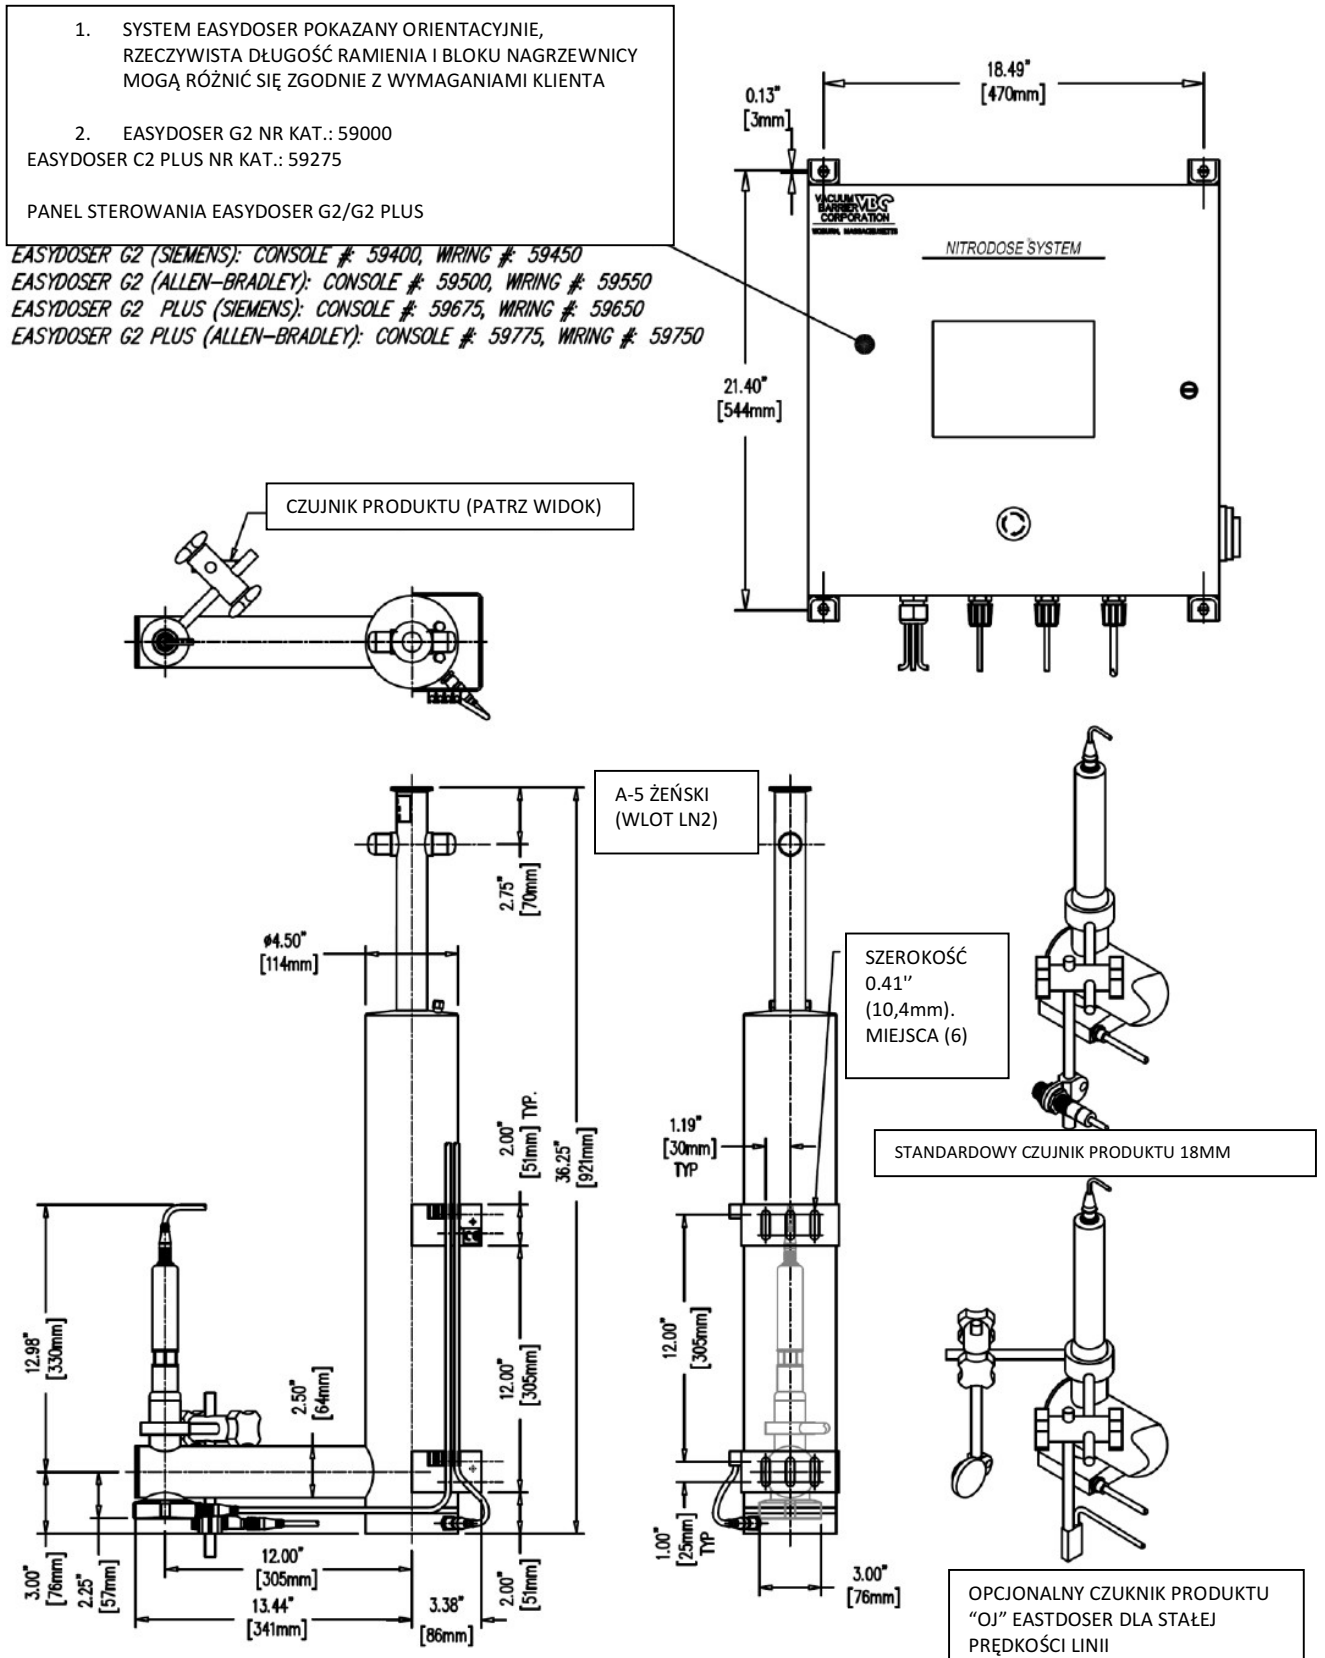 1. SYSTEM EASYDOSER POKAZANY ORIENTACYJNIE,
RZECZYWISTA DŁUGOŚĆ RAMIENIA I BLOKU NAGRZEWNICY
MOGĄ RÓŻNIĆ SIĘ ZGODNIE Z WYMAGANIAMI KLIENTA
2. EASYDOSER G2 NR KAT.: 59000
EASYDOSER C2 PLUS NR KAT.: 59275
PANEL STEROWANIA EASYDOSER G2/G2 PLUS
EASYDOSER G2 (SIEMENS): CONSOLE #: 59400, WIRING #: 59450
EASYDOSER G2 (ALLEN-BRADLEY): CONSOLE #: 59500, WIRING #: 59550
EASYDOSER G2 PLUS (SIEMENS): CONSOLE #: 59675, WIRING #: 59650
EASYDOSER G2 PLUS (ALLEN-BRADLEY): CONSOLE #: 59775, WIRING #: 59750
18.49"
[470mm]
0.13"
[3mm]
VACUUM
BARRIER
CORPORATION
VBC
WOBURN, MASSACHUSETTS
NITRODOSE® SYSTEM
21.40"
[544mm]
CZUJNIK PRODUKTU (PATRZ WIDOK)
A-5 ŻEŃSKI
(WLOT LN2)
2.75"
[70mm]
ø4.50"
[114mm]
SZEROKOŚĆ
0.41’’
(10,4mm).
MIEJSCA (6)
2.00"
[51mm] TYP.
36.25"
[921mm]
1.19"
[30mm]
TYP
STANDARDOWY CZUJNIK PRODUKTU 18MM
12.98"
[330mm]
2.50"
[64mm]
12.00"
[305mm]
12.00"
[305mm]
3.00"
[76mm]
2.25"
[57mm]
12.00"
[305mm]
13.44"
[341mm]
3.38"
[86mm]
2.00"
[51mm]
1.00"
[25mm]
TYP
3.00"
[76mm]
OPCJONALNY CZUKNIK PRODUKTU
“OJ” EASTDOSER DLA STAŁEJ
PRĘDKOŚCI LINII